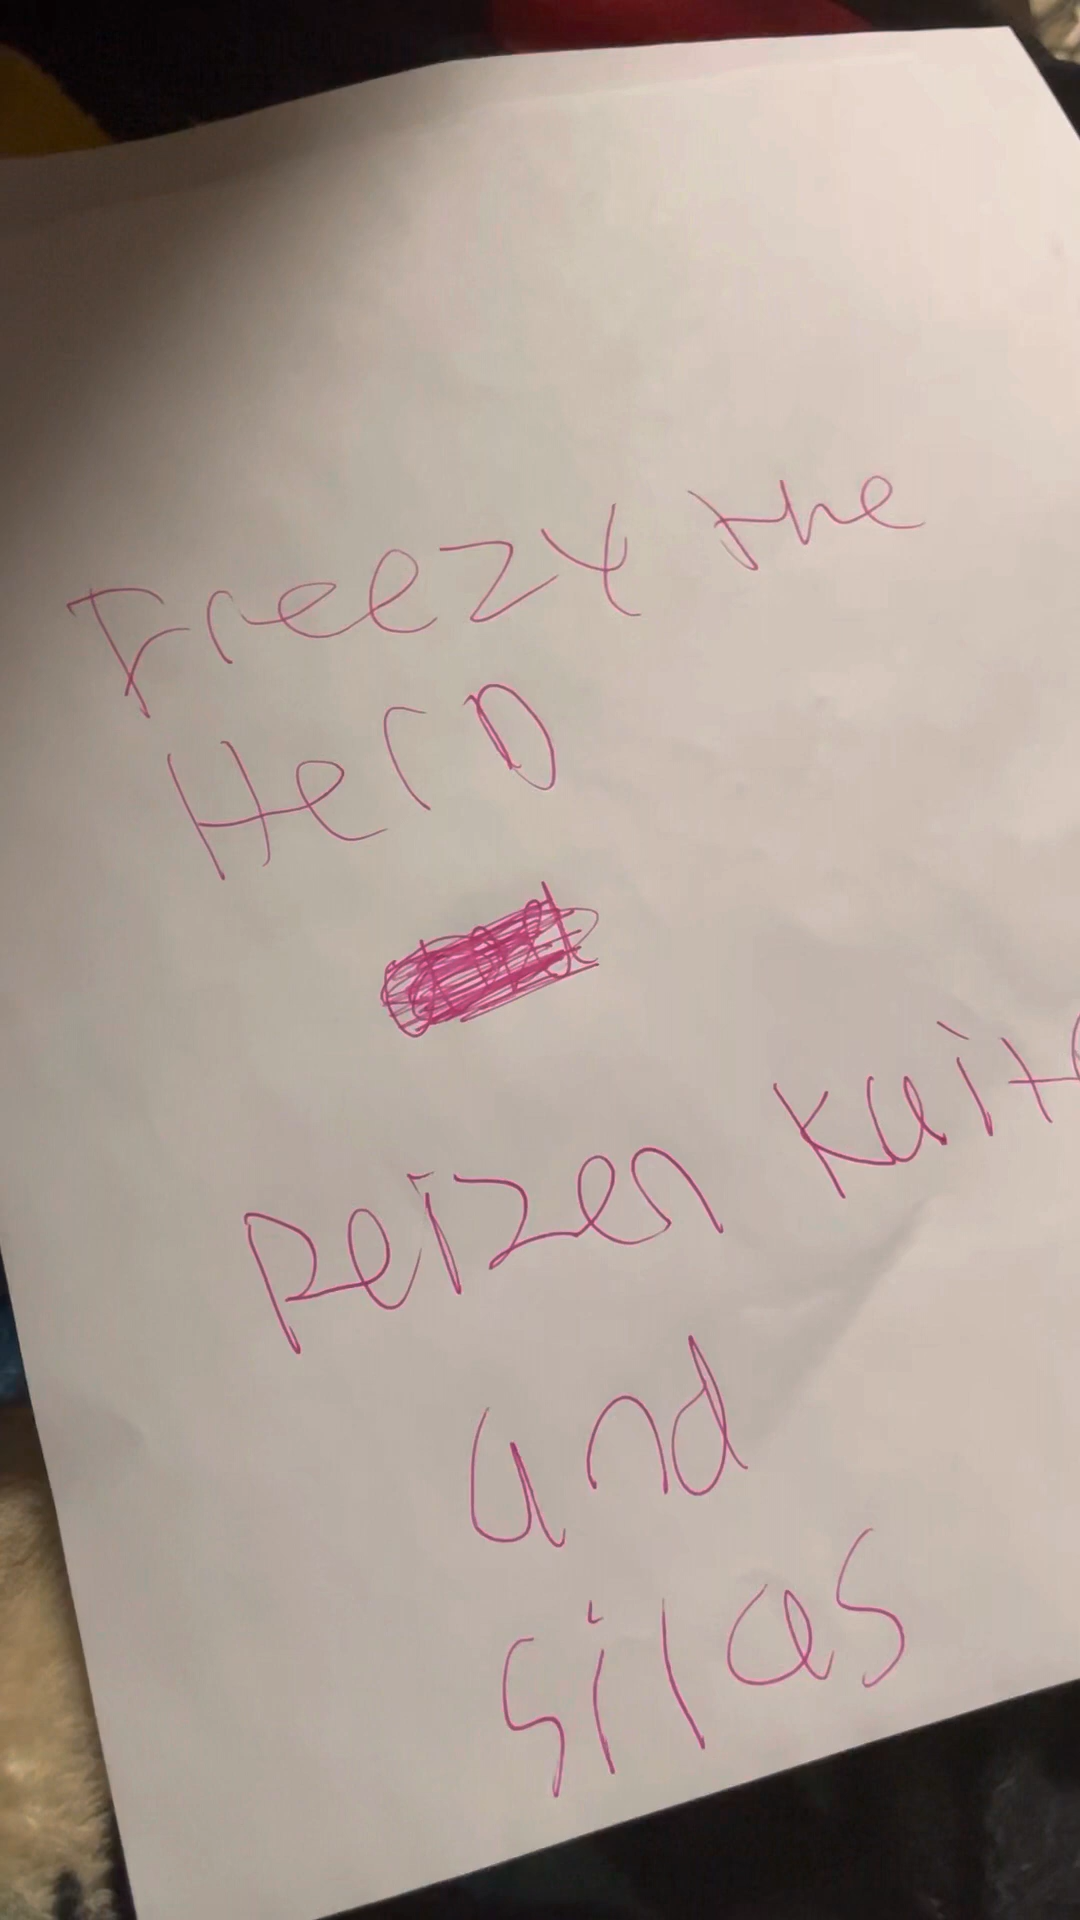 Freezy the
Hero
Reizen
and
silas